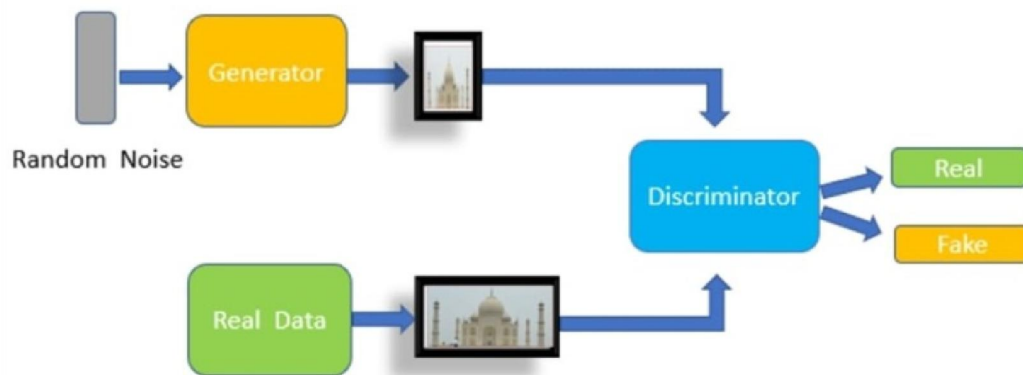 Generator
Random Noise
Discriminator
Real
Fake
Real Data